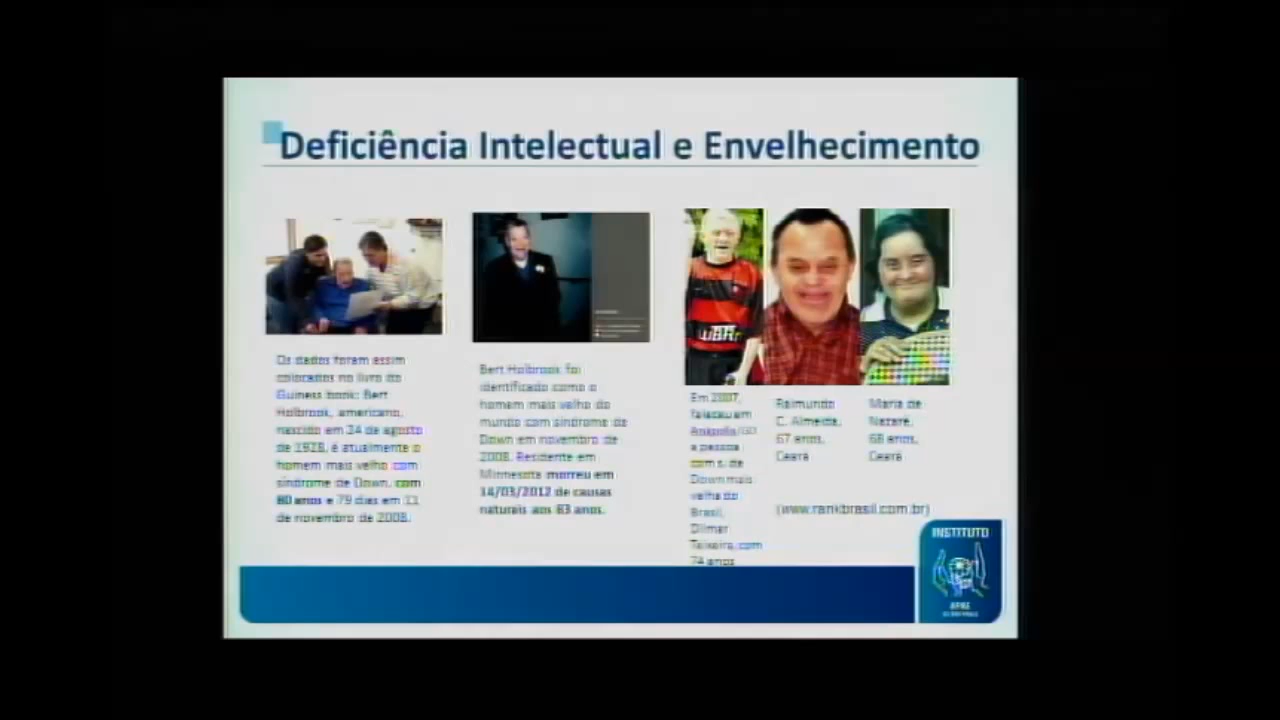 Deficiência Intelectual e Envelhecimento
Os dados foram assim
colocados no livro do
Guiness book: Bert
Holbrook, americano,
nascido em 24 de agosto
de 1928, é atualmente o
homem mais velho com
síndrome de Down, com
80 anos e 79 dias em 11
de novembro de 2008.
Bert Holbrook foi
identificado como o
homem mais velho do
mundo com síndrome de
Down em novembro de
2008. Residente em
Minnesota morreu em
14/03/2012 de causas
naturais aos 83 anos.
Em 2007,
faleceu em
Anápolis/GO
a pessoa
com s. de
Down mais
velha do
Brasil,
Dilmar
Teixeira, com
74 anos
Raimundo
C. Almeida,
67 anos,
Ceará
Maria de
Nazaré,
68 anos,
Ceará
(www.rankbrasil.com.br)
INSTITUTO
APAE
DE SÃO PAULO